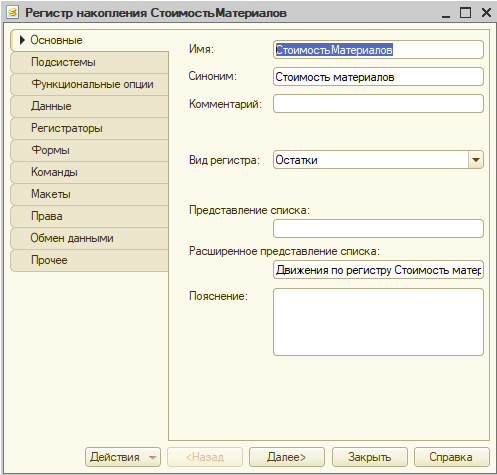 Регистр накопления СтоимостьМатериалов
Основные
Подсистемы
Функциональные опции
Данные
Регистраторы
Формы
Команды
Макеты
Права
Обмен данными
Прочее
Имя: СтоимостьМатериалов
Синоним: Стоимость материалов
Комментарий:
Вид регистра: Остатки
Представление списка:
Расширенное представление списка:
Движения по регистру Стоимость матер
Пояснение:
Действия <Назад Далее> Закрыть Справка